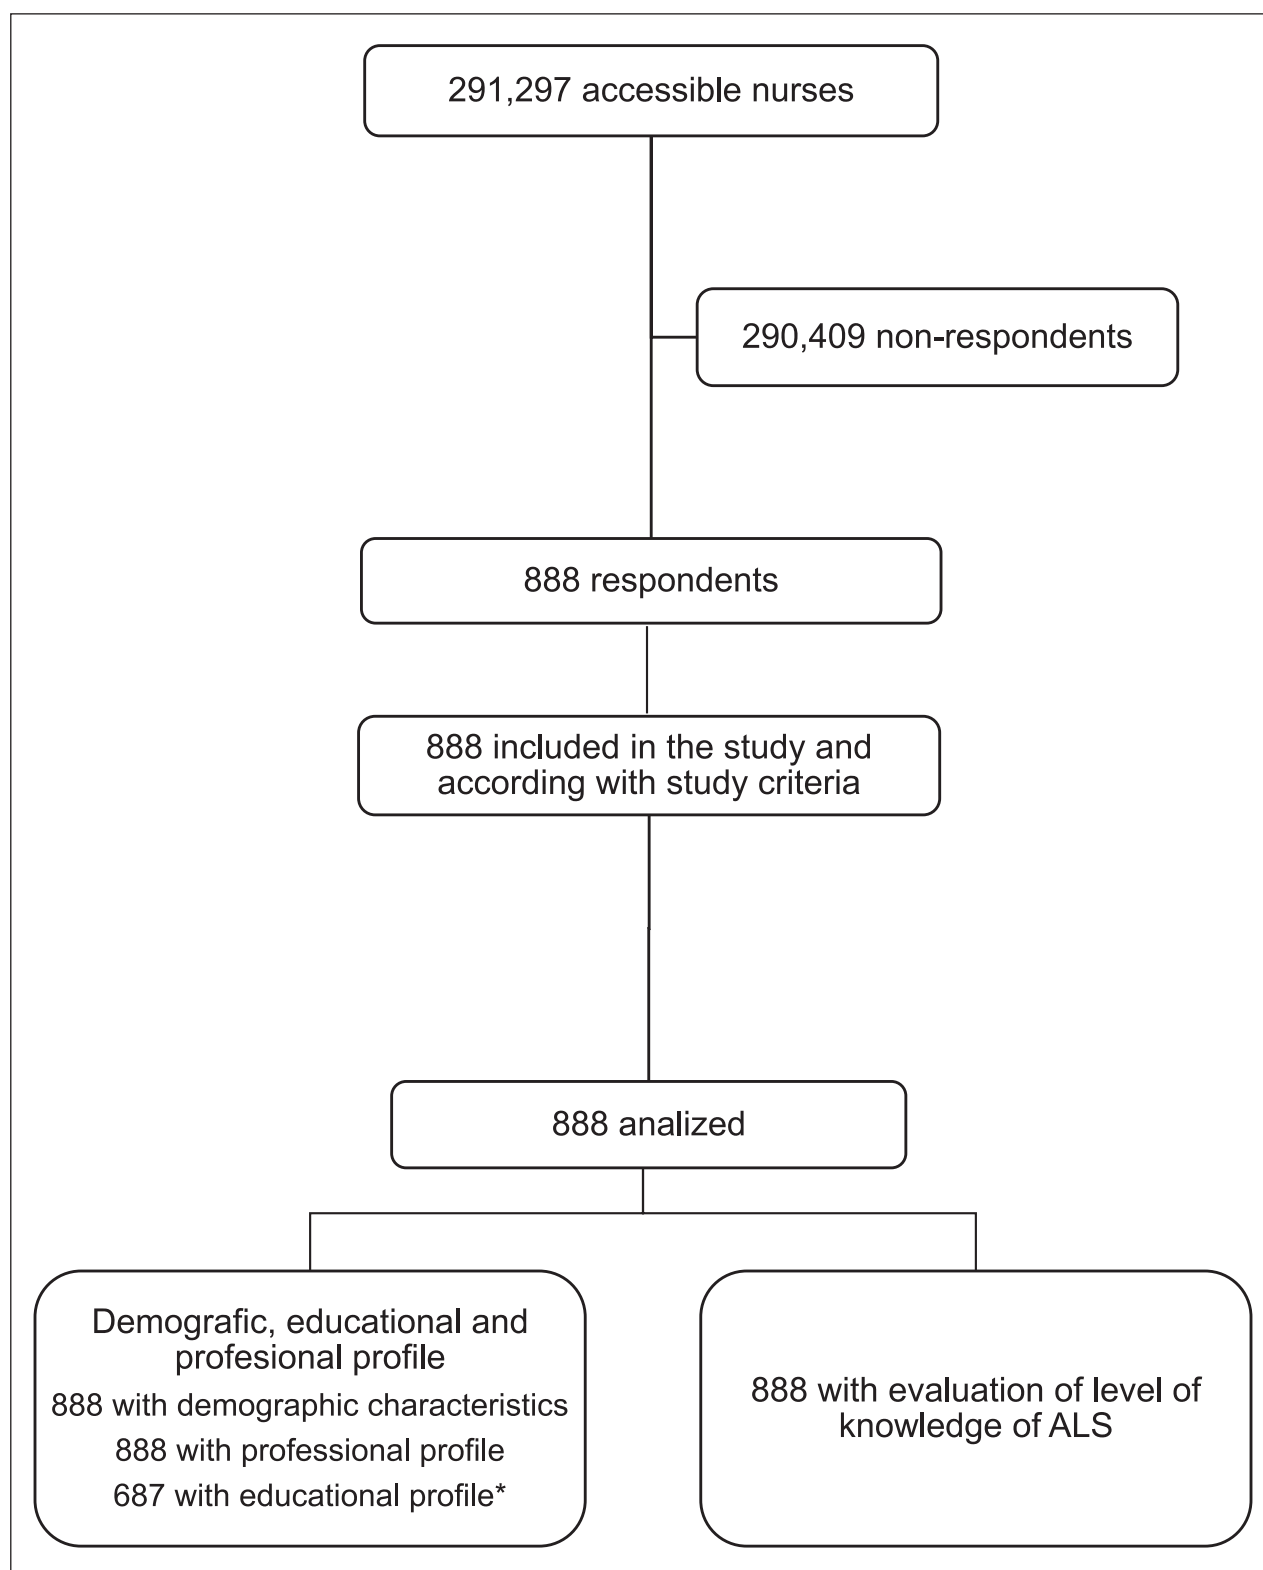 291,297 accessible nurses
290,409 non-respondents
888 respondents
888 included in the study and
according with study criteria
888 analized
Demografic, educational and
profesional profile
888 with demographic characteristics
888 with professional profile
687 with educational profile*
888 with evaluation of level of
knowledge of ALS